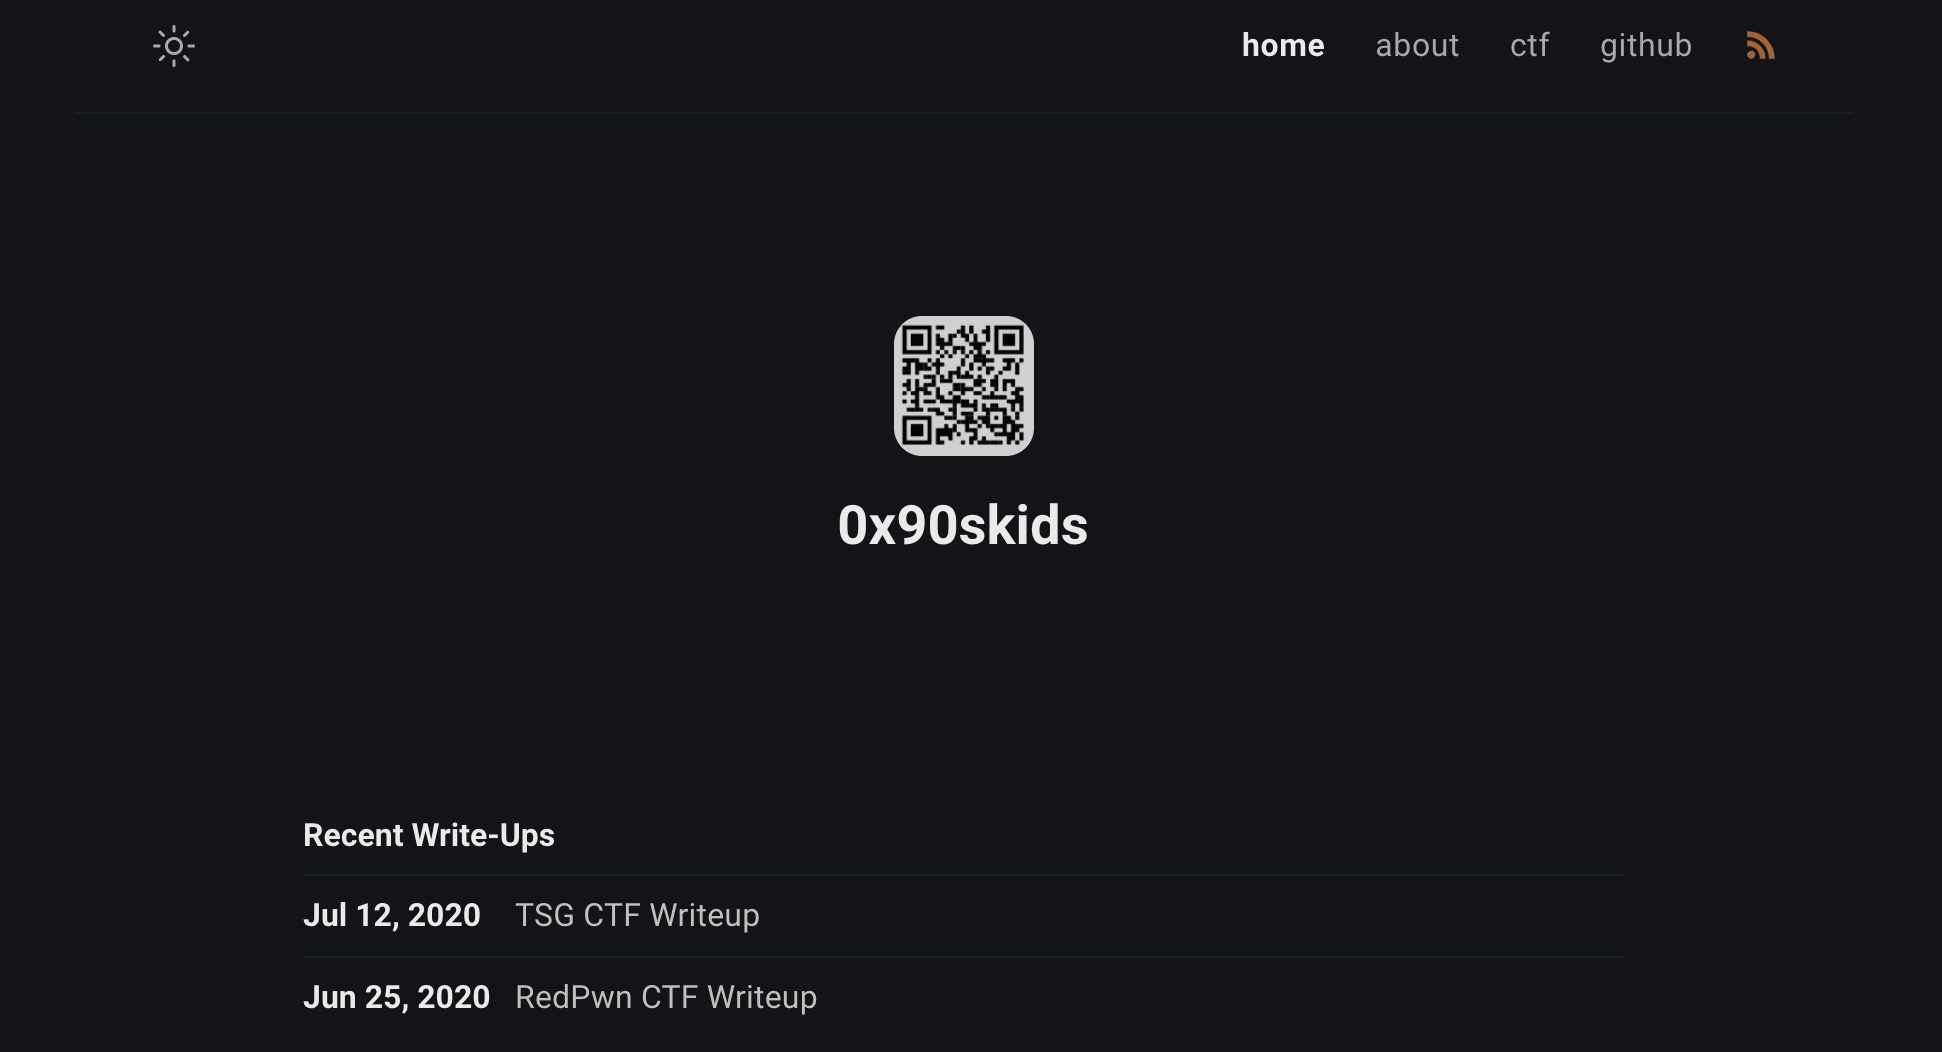 home about ctf github
0x90skids
Recent Write-Ups
Jul 12, 2020 TSG CTF Writeup
Jun 25, 2020 RedPwn CTF Writeup